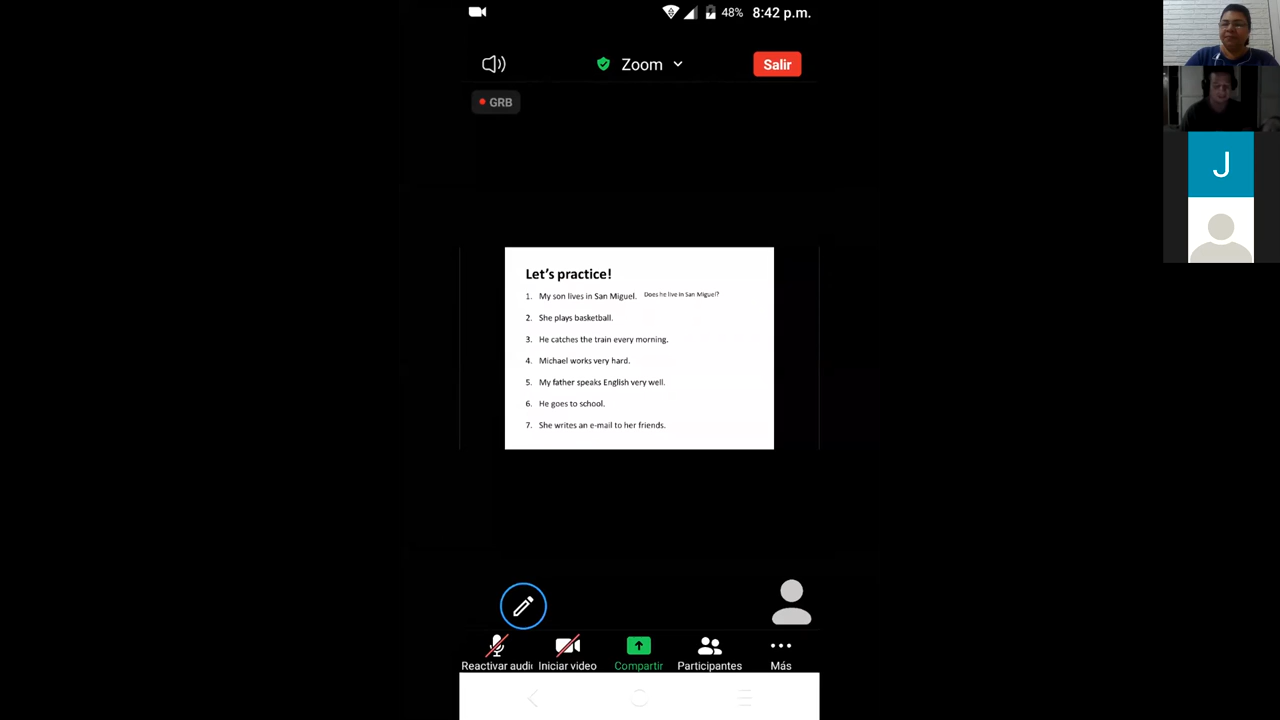 48% 8:42 p.m.
Zoom
Salir
GRB
J
Let's practice!
1. My son lives in San Miguel. Does he live in San Miguel?
2. She plays basketball.
3. He catches the train every morning.
4. Michael works very hard.
5. My father speaks English very well.
6. He goes to school.
7. She writes an e-mail to her friends.
Reactivar audi Iniciar video Compartir Participantes Más